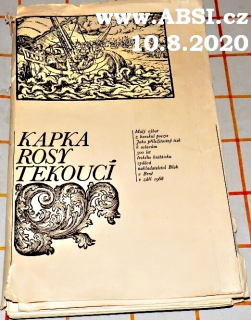 www.ABSI.cz
10.8.2020
KAPKA
ROSY
TEKOUCÍ
Malý výbor
z barokní poezie
Jako příležitostný tisk
k oslavám
500 let
českého knihtisku
vydalo
nakladatelství Blok
v Brně
v září 1968